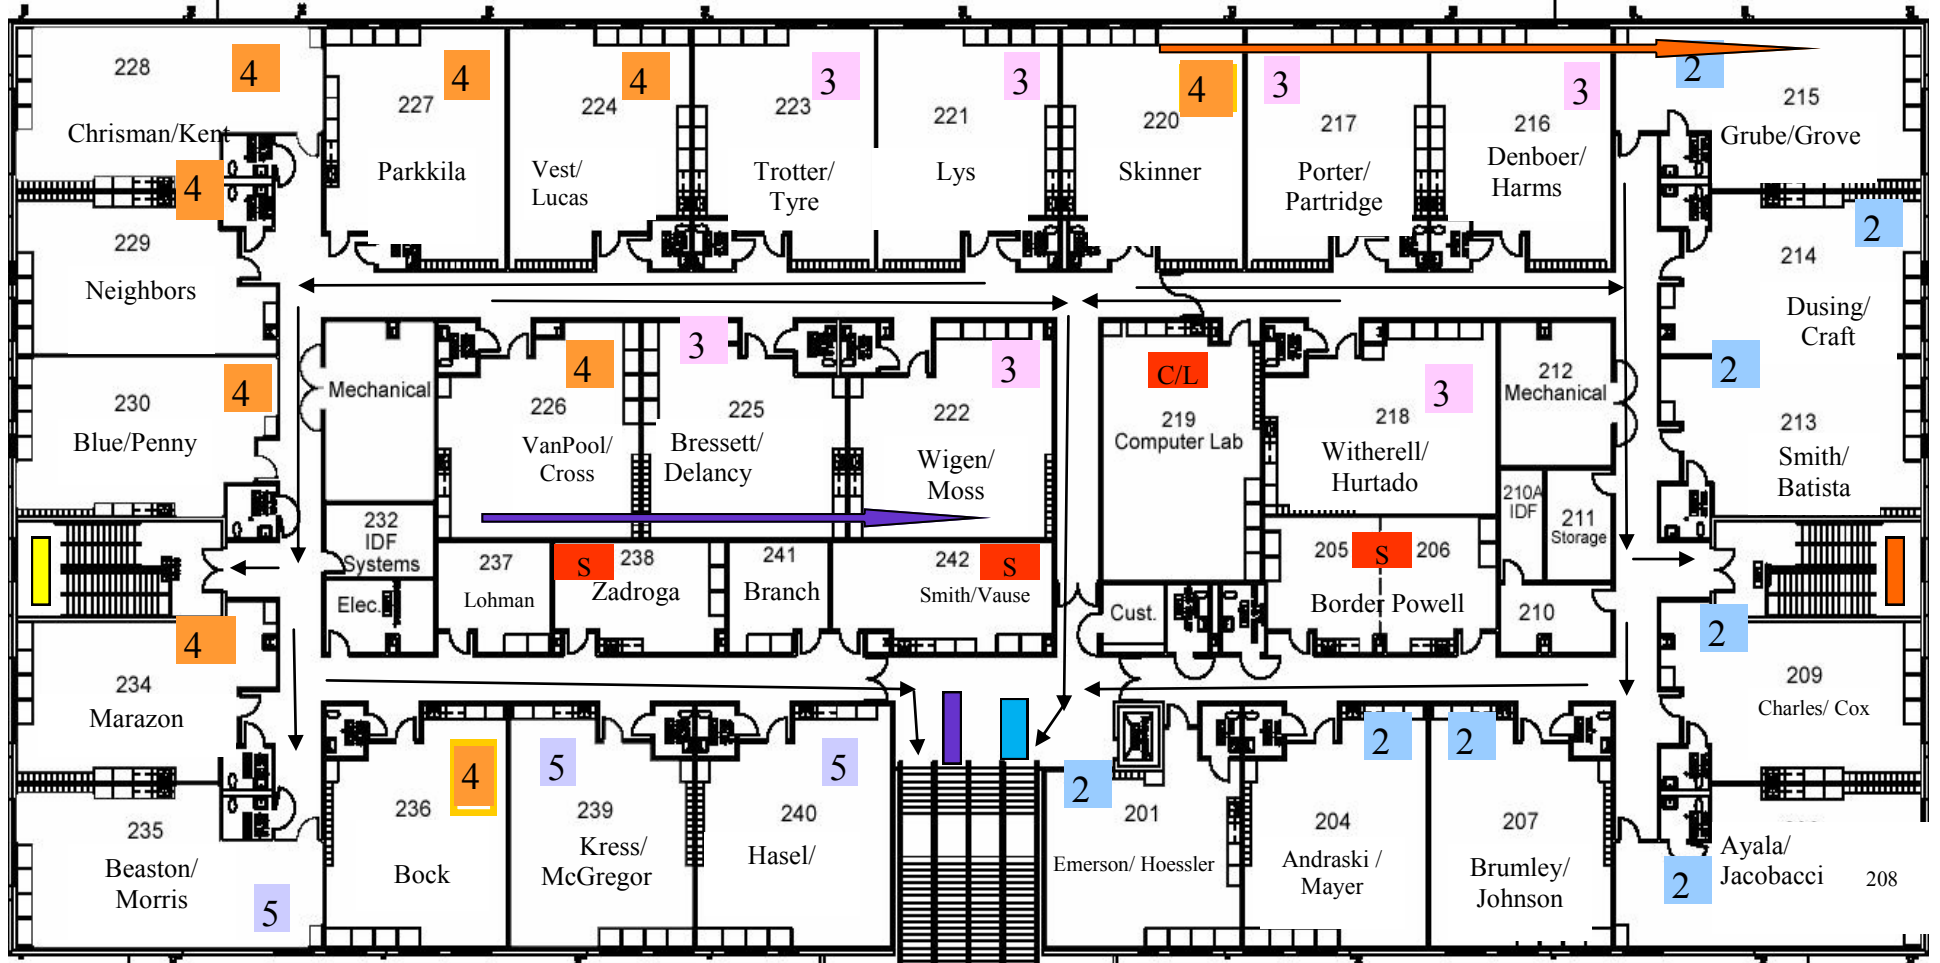 228
4
Chrisman/Kent
4
227
Parkkila
4
224
Vest/
Lucas
3
223
Trotter/
Tyre
3
221
Lys
4
220
Skinner
3
217
Porter/
Partridge
3
216
Denboer/
Harms
2
215
Grube/Grove
4
229
Neighbors
2
214
Dusing/
Craft
4
230
Blue/Penny
Mechanical
4
226
VanPool/
Cross
3
225
Bressett/
Delancy
3
222
Wigen/
Moss
C/L
219
Computer Lab
3
218
Witherell/
Hurtado
212
Mechanical
2
213
Smith/
Batista
232
IDF
Systems
Elec.
237
Lohman
S
238
Zadroga
241
Branch
242
S
Smith/Vause
Cust.
205
S
206
Border Powell
210A
IDF
211
Storage
210
4
234
Marazon
2
209
Charles/ Cox
235
Beaston/
Morris
5
4
236
Bock
5
239
Kress/
McGregor
5
240
Hasel/
2
201
Emerson/ Hoessler
2
204
Andraski /
Mayer
2
207
Brumley/
Johnson
2
Ayala/
Jacobacci
208